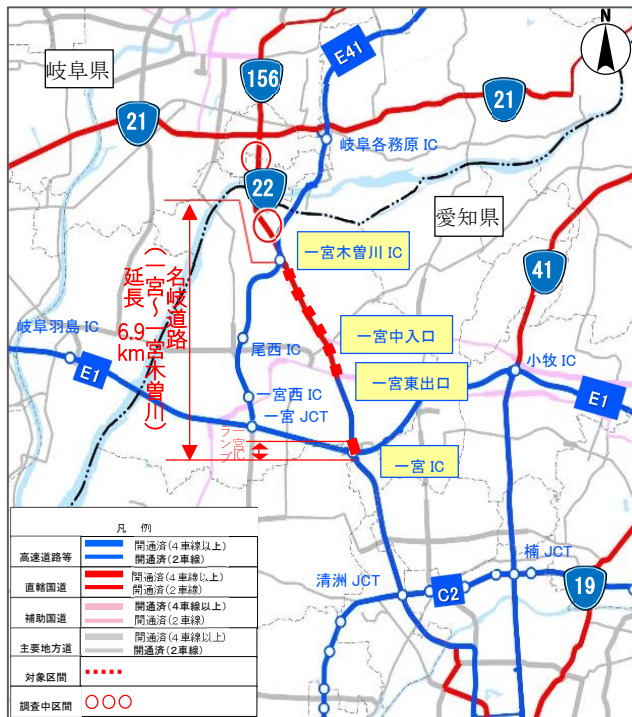 N
岐阜県
E41
156
21
21
岐阜各務原 IC
22
愛知県
一宮木曽川 IC
41
名岐道路
(一宮～一宮木曽川)
延長 6.9km
岐阜羽島 IC
尾西 IC
一宮中入口
小牧 IC
E1
一宮東出口
E1
一宮西 IC
一宮 JCT
一宮IC
ランプ
一宮 IC
凡 例
高速道路等
開通済(4車線以上)
開通済(2車線)
直轄国道
開通済(4車線以上)
開通済(2車線)
補助国道
開通済(4車線以上)
開通済(2車線)
主要地方道
開通済(4車線以上)
開通済(2車線)
対象区間
調査中区間
清洲 JCT
C2
楠 JCT
19